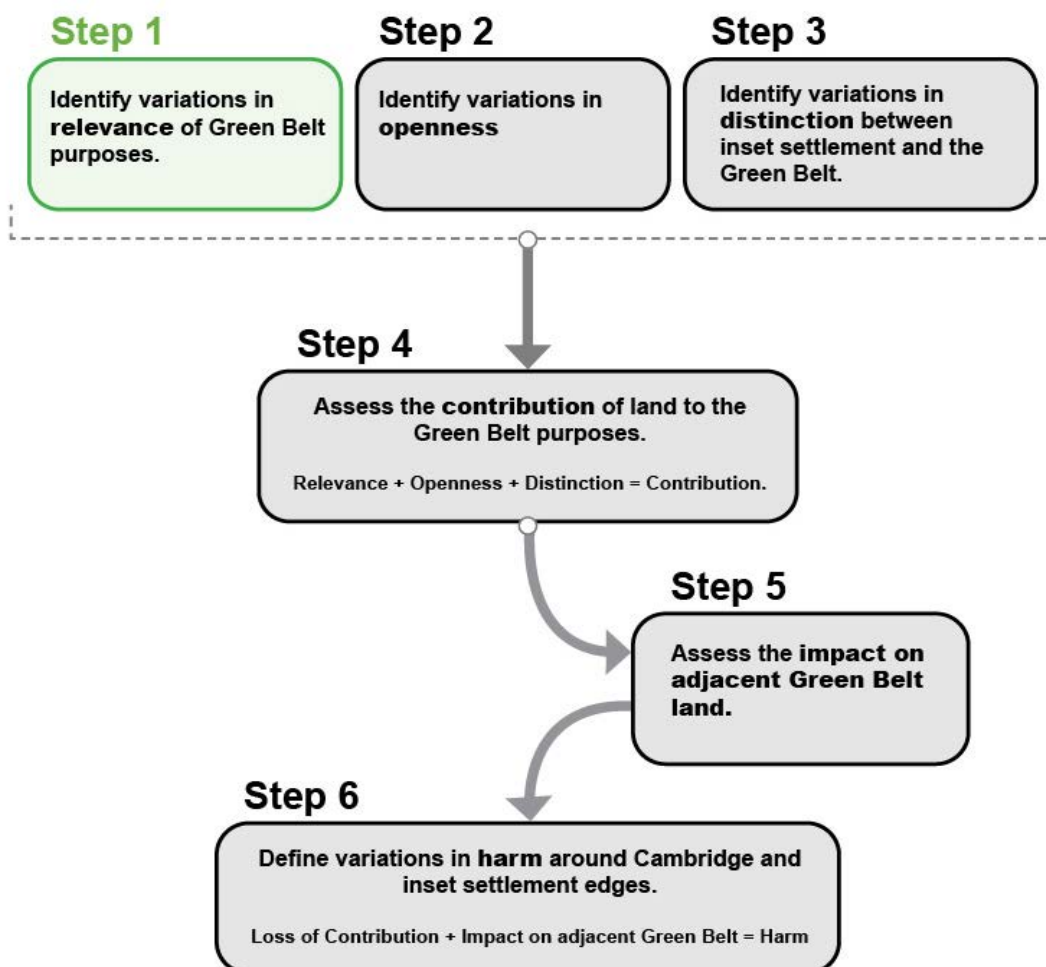 Step 1
Identify variations in
relevance of Green Belt
purposes.
Step 2
Identify variations in
openness
Step 3
Identify variations in
distinction between
inset settlement and the
Green Belt.
Step 4
Assess the contribution of land to the
Green Belt purposes.
Relevance + Openness + Distinction = Contribution.
Step 5
Assess the impact on
adjacent Green Belt
land.
Step 6
Define variations in harm around Cambridge and
inset settlement edges.
Loss of Contribution + Impact on adjacent Green Belt = Harm